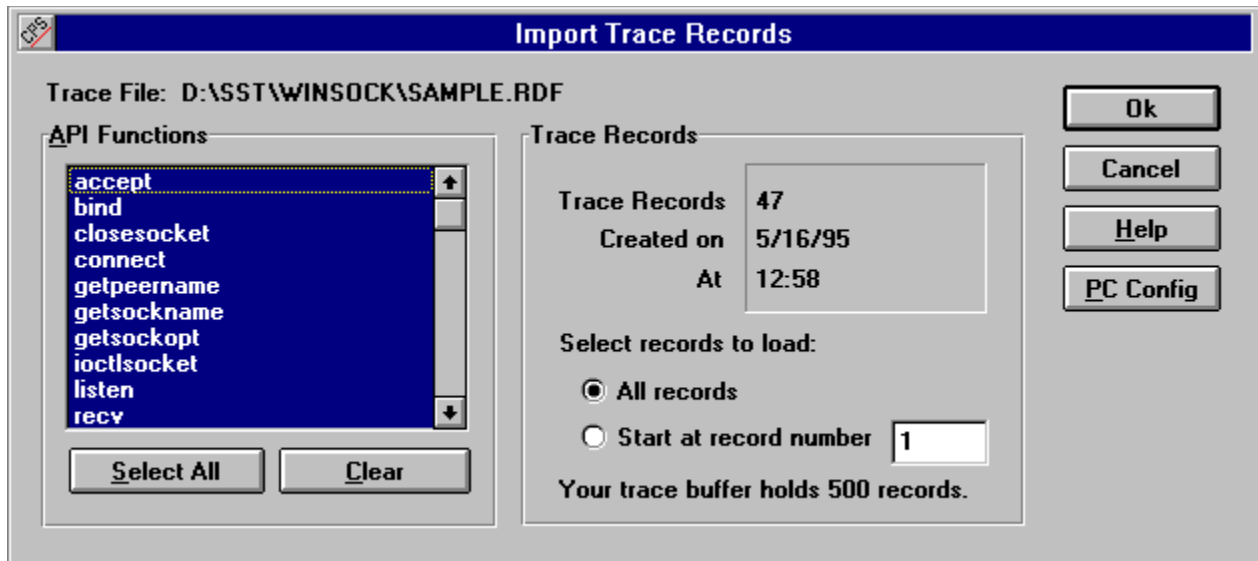 CPS
Import Trace Records
Trace File: D:\SST\WINSOCK\SAMPLE.RDF
API Functions
accept
bind
closesocket
connect
getpeername
getsockname
getsockopt
ioctlsocket
listen
recv
Select All Clear
Trace Records
Trace Records 47
Created on 5/16/95
At 12:58
Select records to load:
All records
Start at record number 1
Your trace buffer holds 500 records.
Ok
Cancel
Help
PC Config